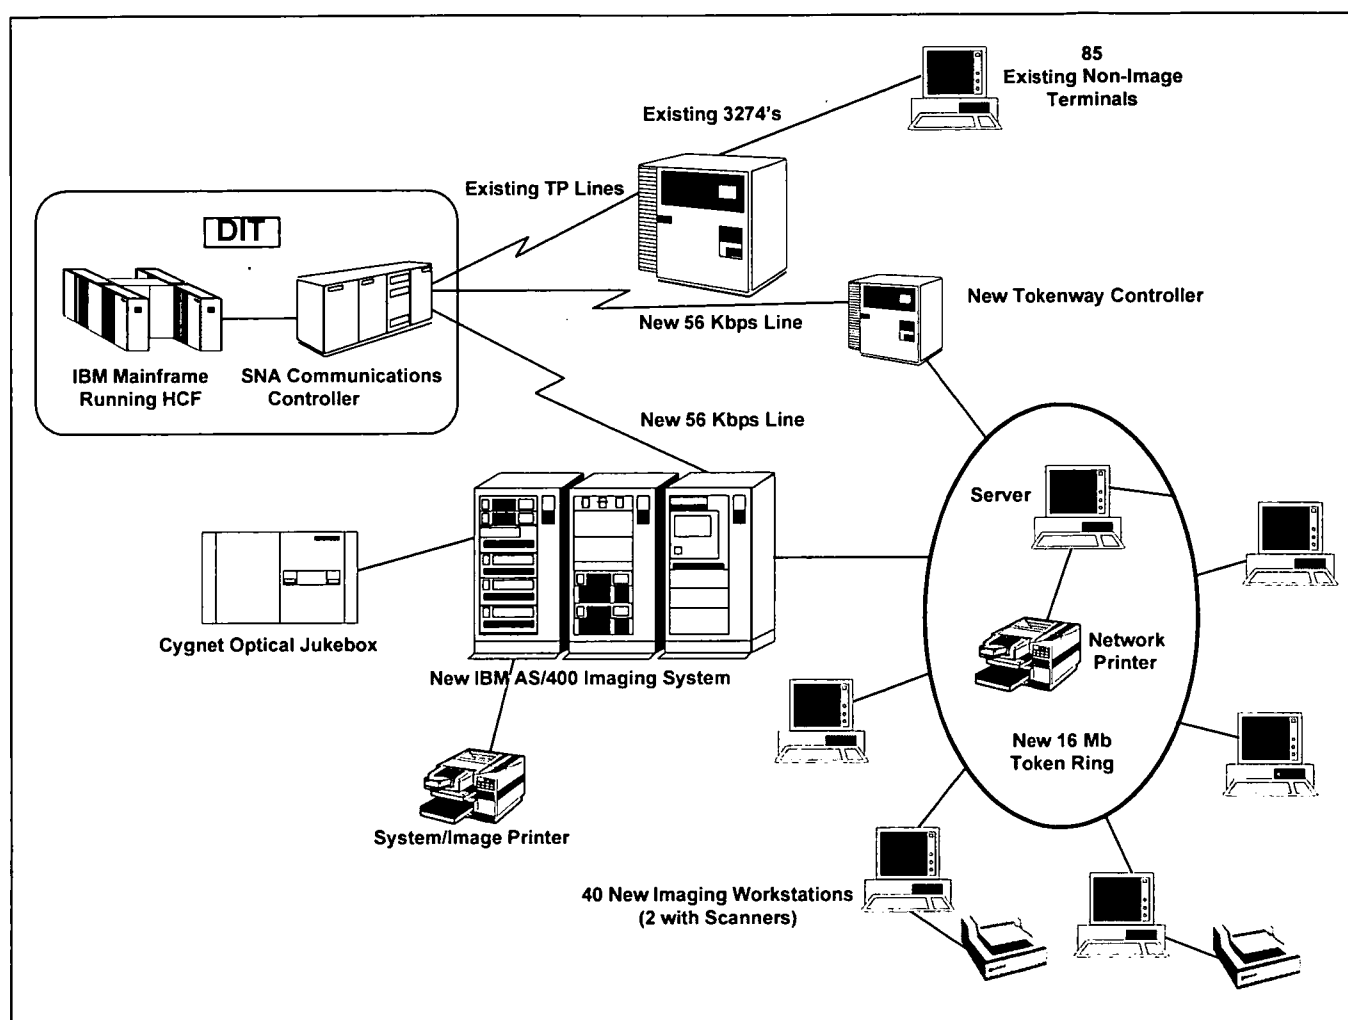 85
Existing Non-Image
Terminals
Existing 3274's
Existing TP Lines
DIT
New Tokenway Controller
New 56 Kbps Line
IBM Mainframe
Running HCF
SNA Communications
Controller
New 56 Kbps Line
Server
Cygnet Optical Jukebox
New IBM AS/400 Imaging System
Network
Printer
New 16 Mb
Token Ring
System/Image Printer
40 New Imaging Workstations
(2 with Scanners)